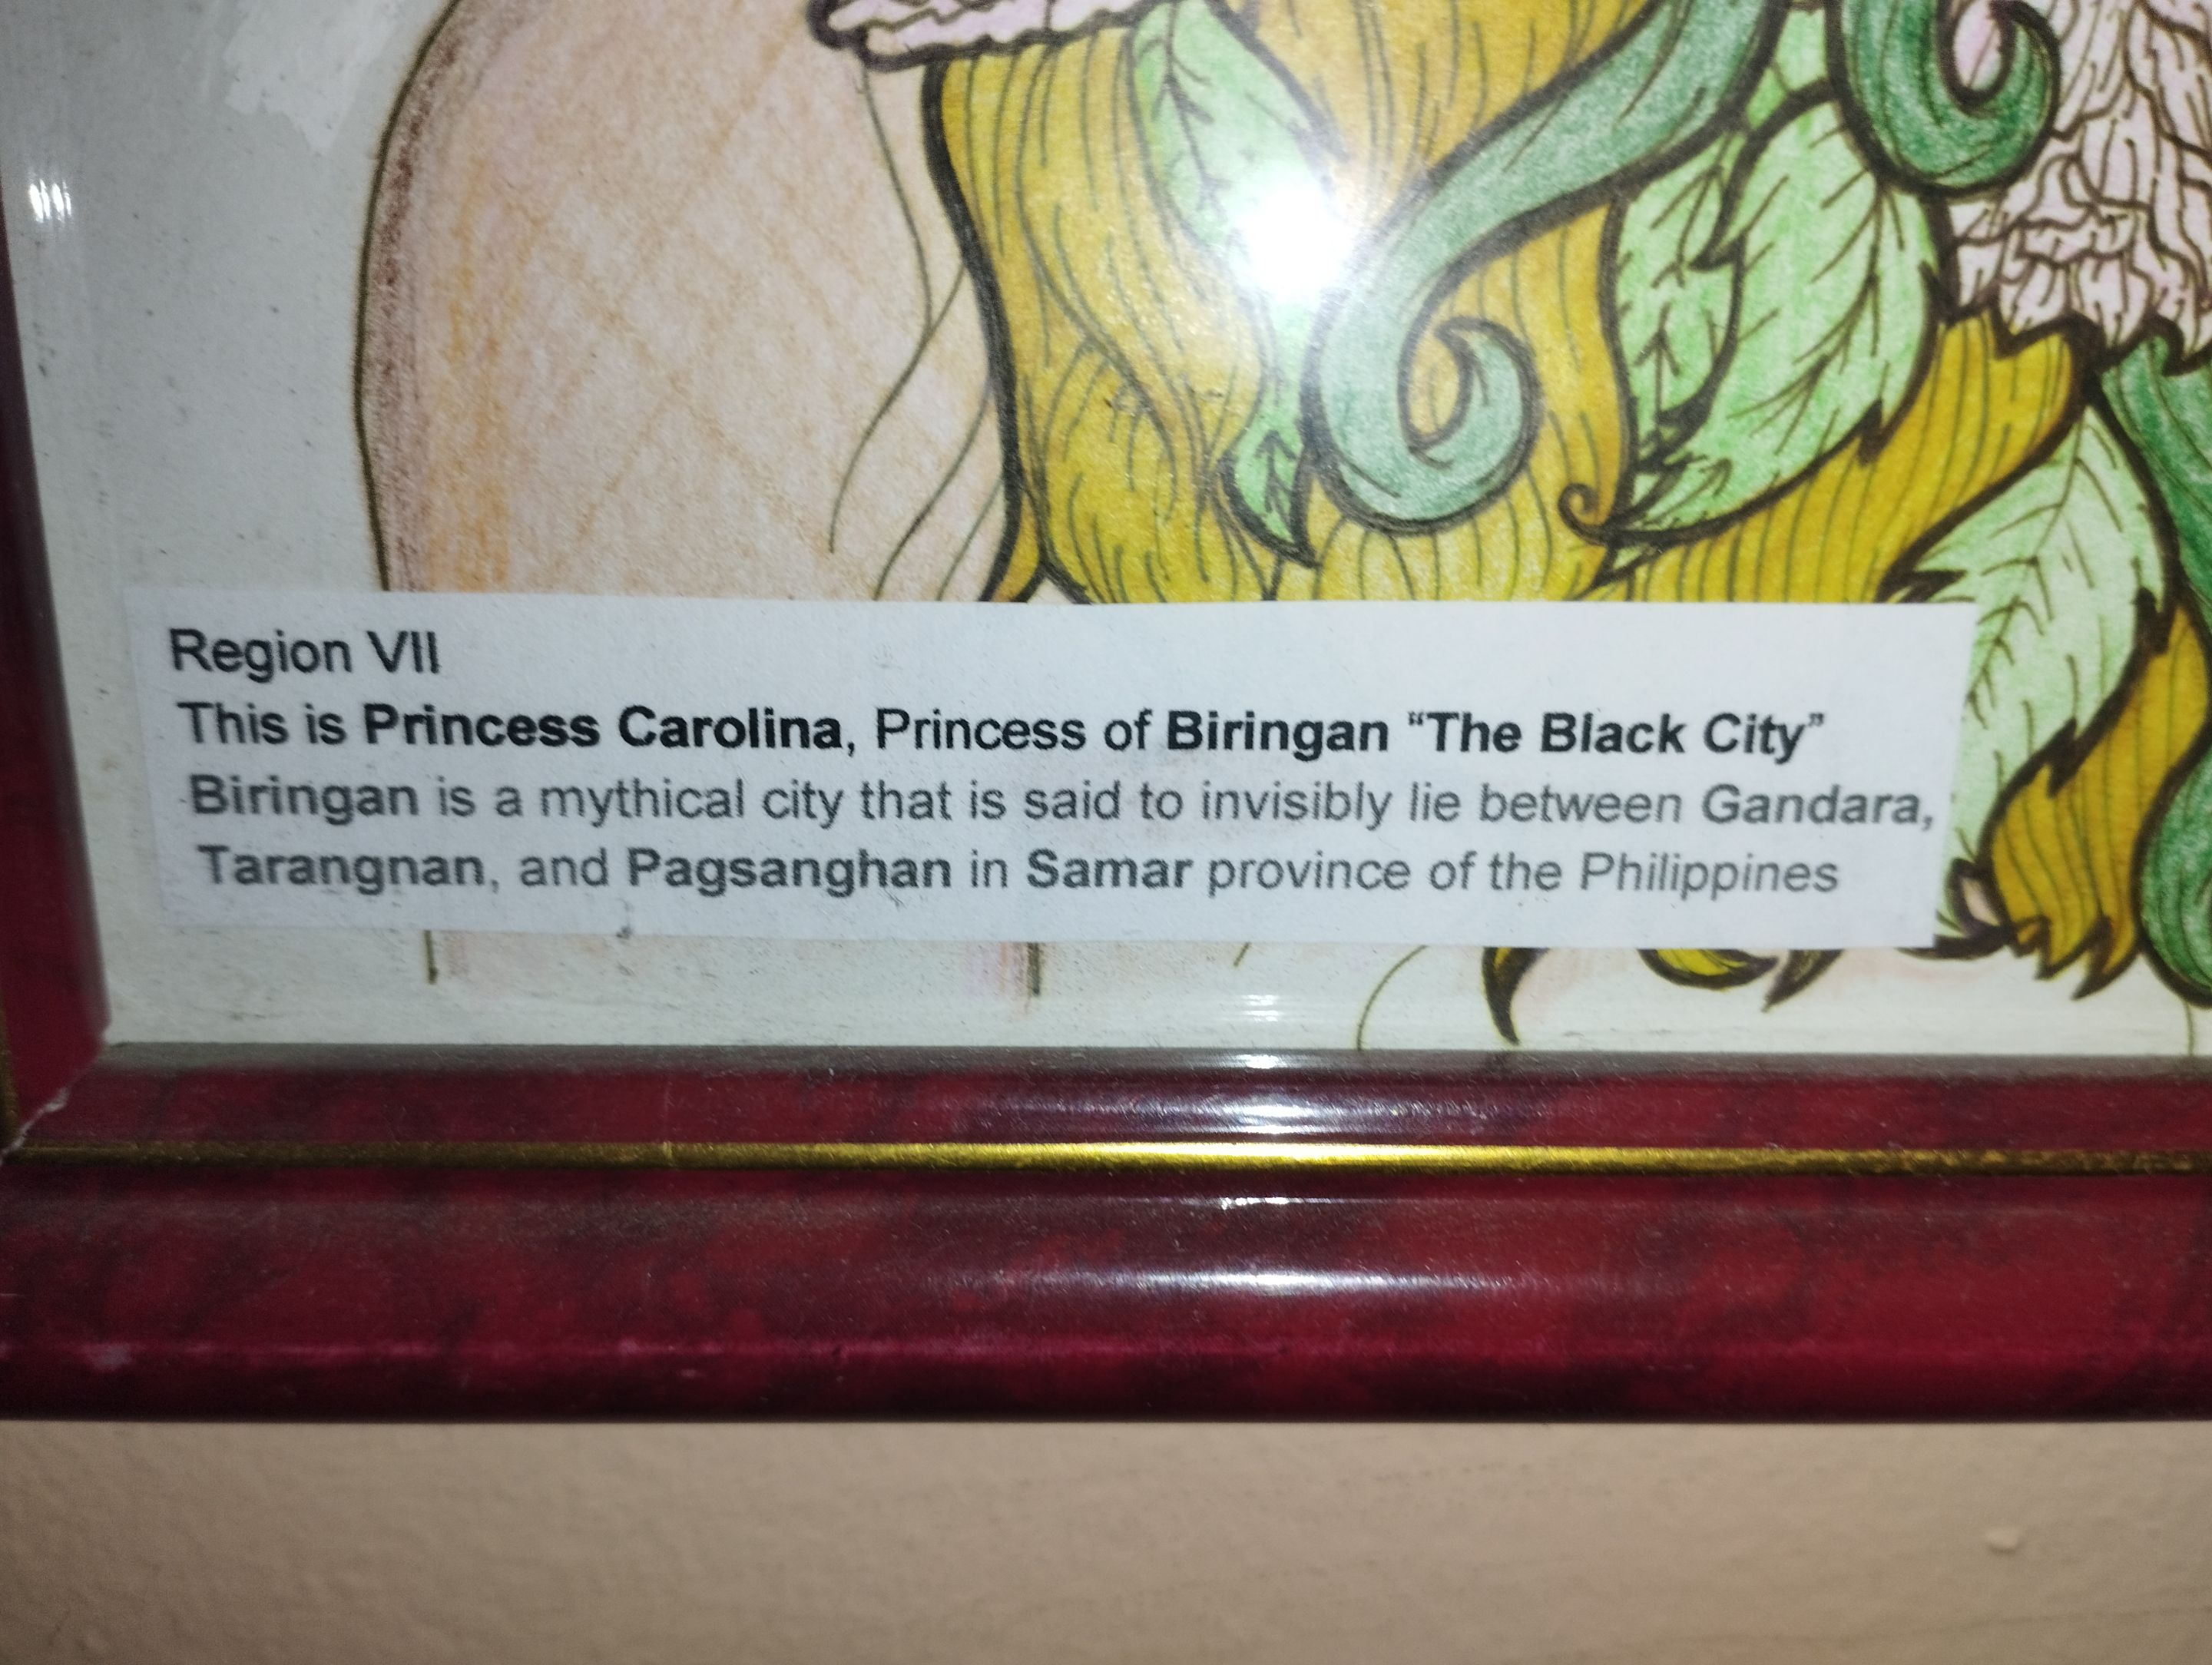 Region VII
This is Princess Carolina, Princess of Biringan “The Black City”
Biringan is a mythical city that is said to invisibly lie between Gandara,
Tarangnan, and Pagsanghan in Samar province of the Philippines